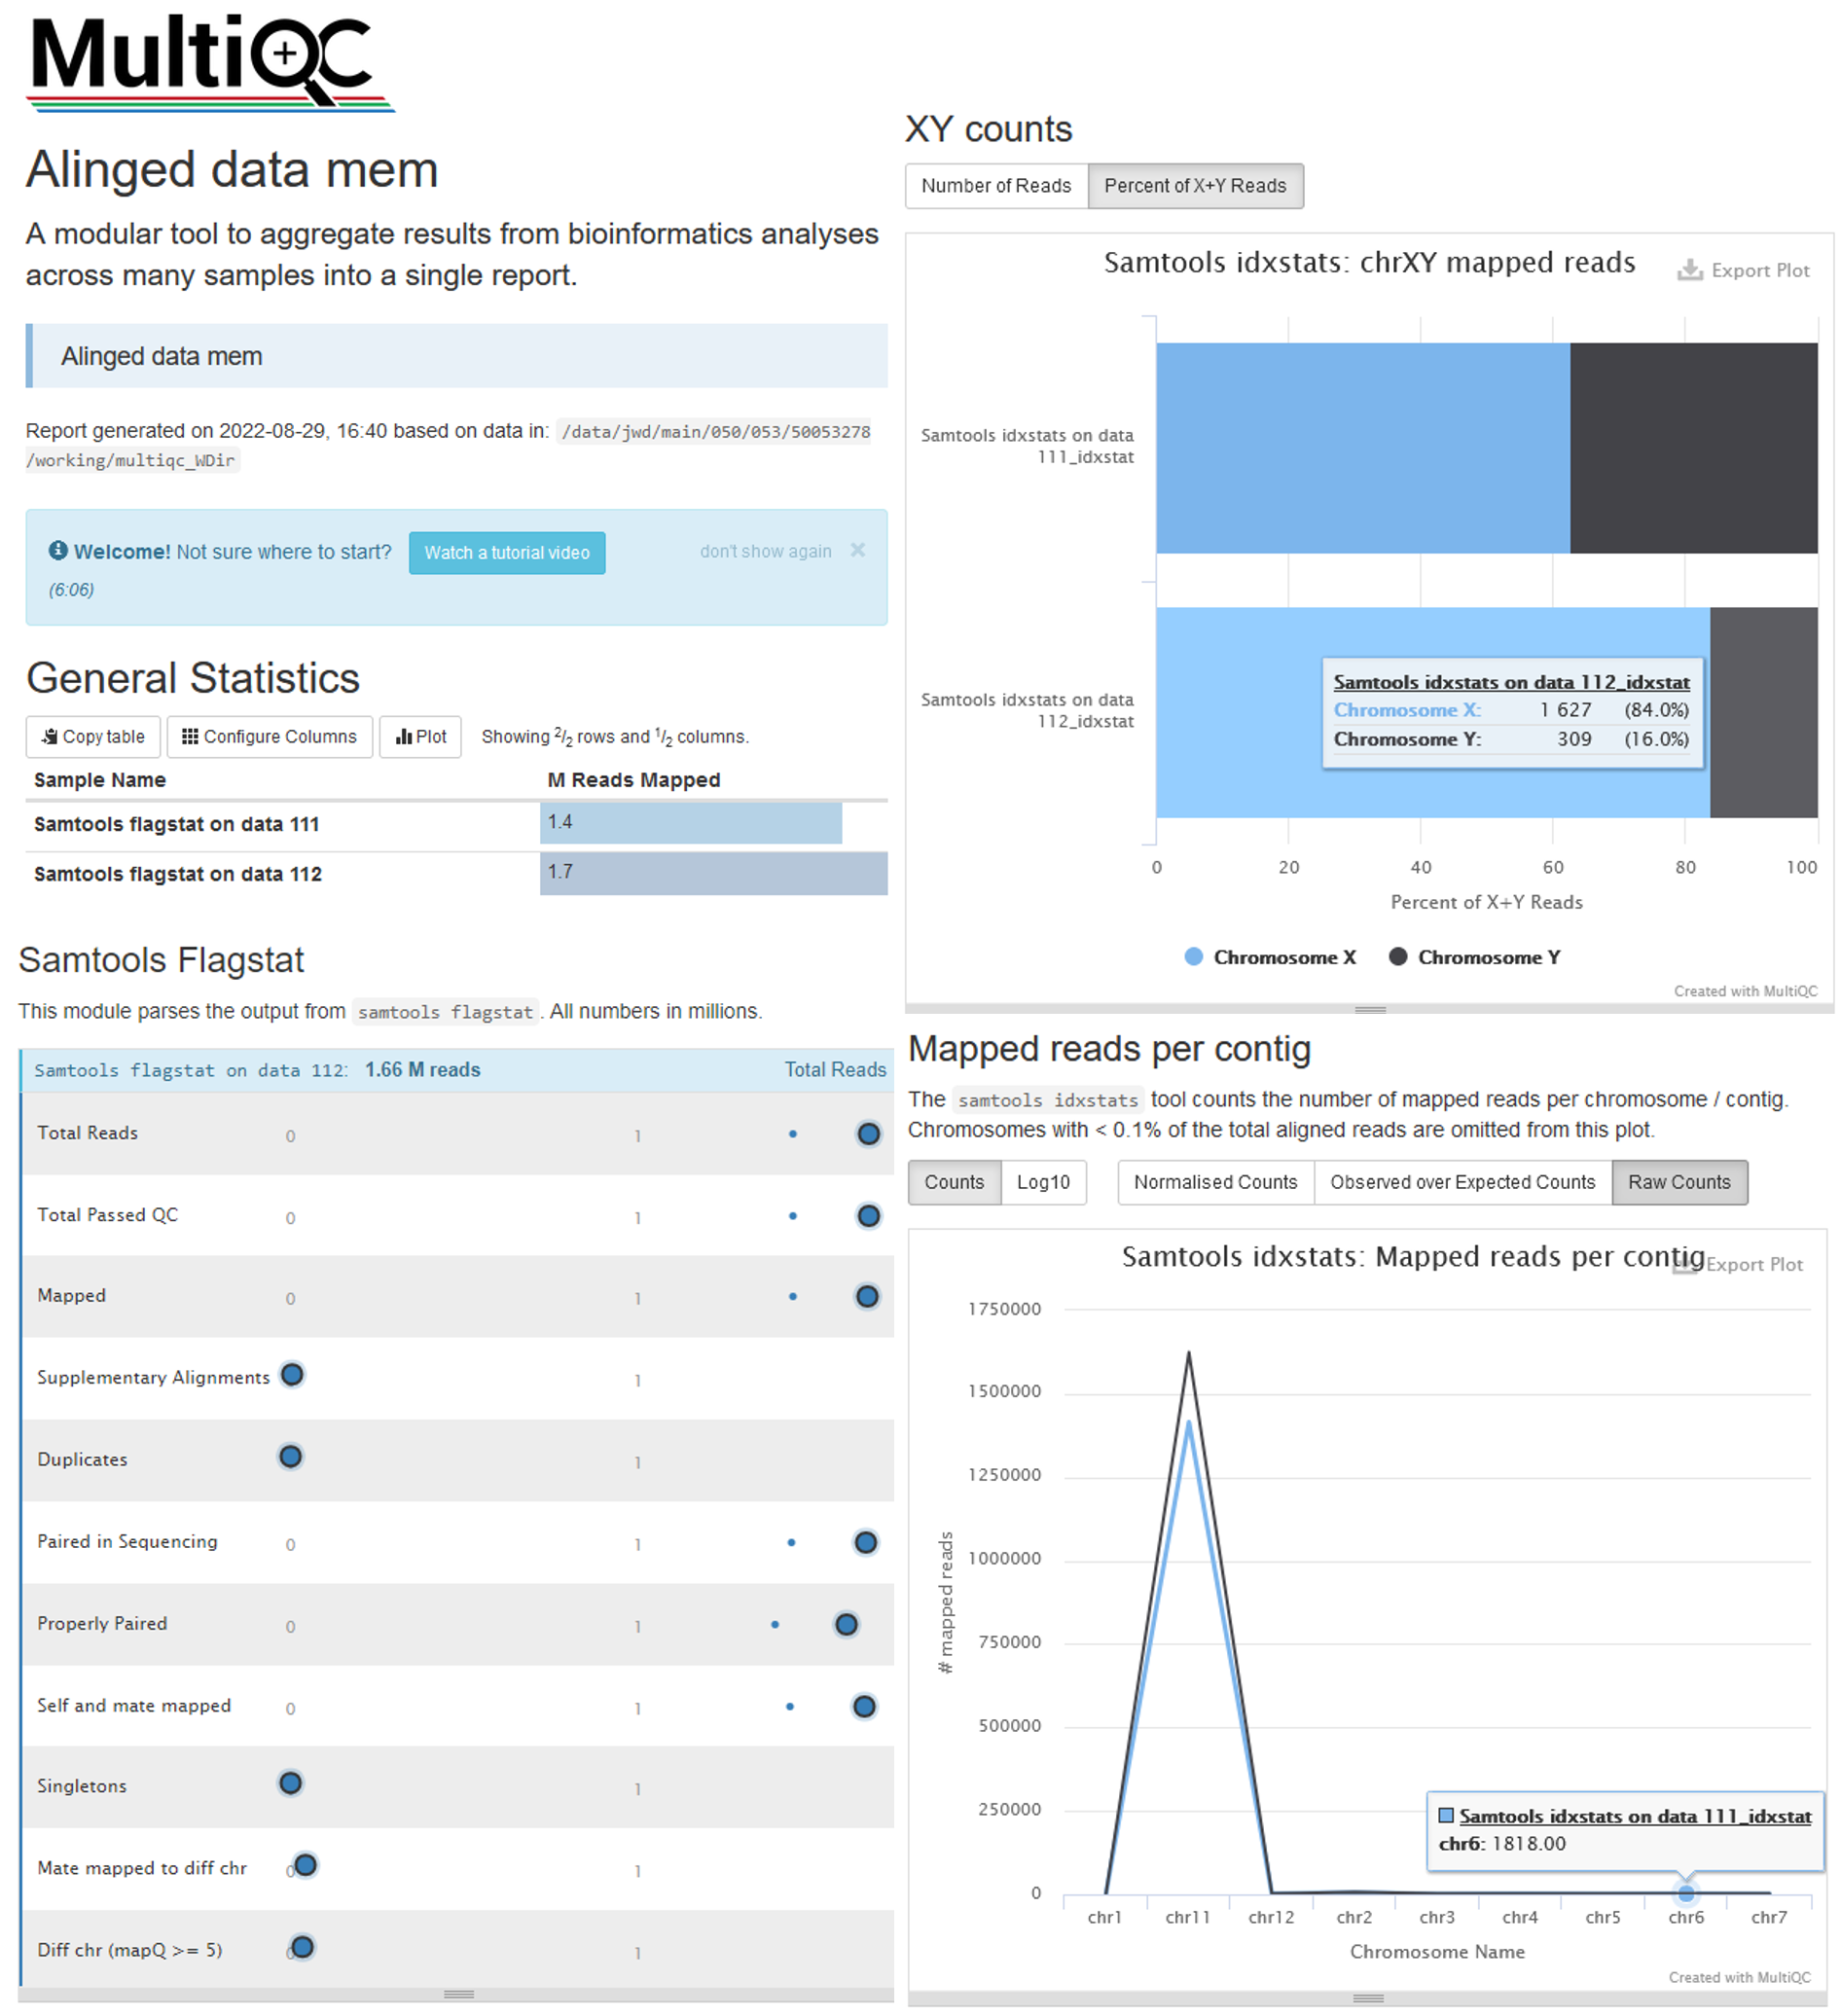 MultiQC
Alinged data mem
A modular tool to aggregate results from bioinformatics analyses
across many samples into a single report.
Alinged data mem
Report generated on 2022-08-29, 16:40 based on data in: /data/jwd/main/050/053/50053278
/working/multiqc_WDir
Welcome! Not sure where to start? Watch a tutorial video don't show again ×
(6:06)
General Statistics
Copy table Configure Columns Plot Showing 2/2 rows and 1/2 columns.
Sample Name M Reads Mapped
Samtools flagstat on data 111 1.4
Samtools flagstat on data 112 1.7
Samtools Flagstat
This module parses the output from samtools flagstat. All numbers in millions.
Samtools flagstat on data 112: 1.66 M reads Total Reads
Total Reads 0 1
Total Passed QC 0 1
Mapped 0 1
Supplementary Alignments 1
Duplicates 1
Paired in Sequencing 0 1
Properly Paired 0 1
Self and mate mapped 0 1
Singletons 1
Mate mapped to diff chr 0 1
Diff chr (mapQ >= 5) 0 1
XY counts
Number of Reads Percent of X+Y Reads
Samtools idxstats: chrXY mapped reads
Export Plot
Samtools idxstats on data
111_idxstat
Samtools idxstats on data
112_idxstat
Samtools idxstats on data 112_idxstat
Chromosome X: 1 627 (84.0%)
Chromosome Y: 309 (16.0%)
0 20 40 60 80 100
Percent of X+Y Reads
Chromosome X Chromosome Y
Created with MultiQC
Mapped reads per contig
The samtools idxstats tool counts the number of mapped reads per chromosome / contig.
Chromosomes with < 0.1% of the total aligned reads are omitted from this plot.
Counts Log10 Normalised Counts Observed over Expected Counts Raw Counts
Samtools idxstats: Mapped reads per contig
Export Plot
1750000
1500000
1250000
1000000
750000
500000
250000
0
# mapped reads
Samtools idxstats on data 111_idxstat
chr6: 1818.00
chr1 chr11 chr12 chr2 chr3 chr4 chr5 chr6 chr7
Chromosome Name
Created with MultiQC